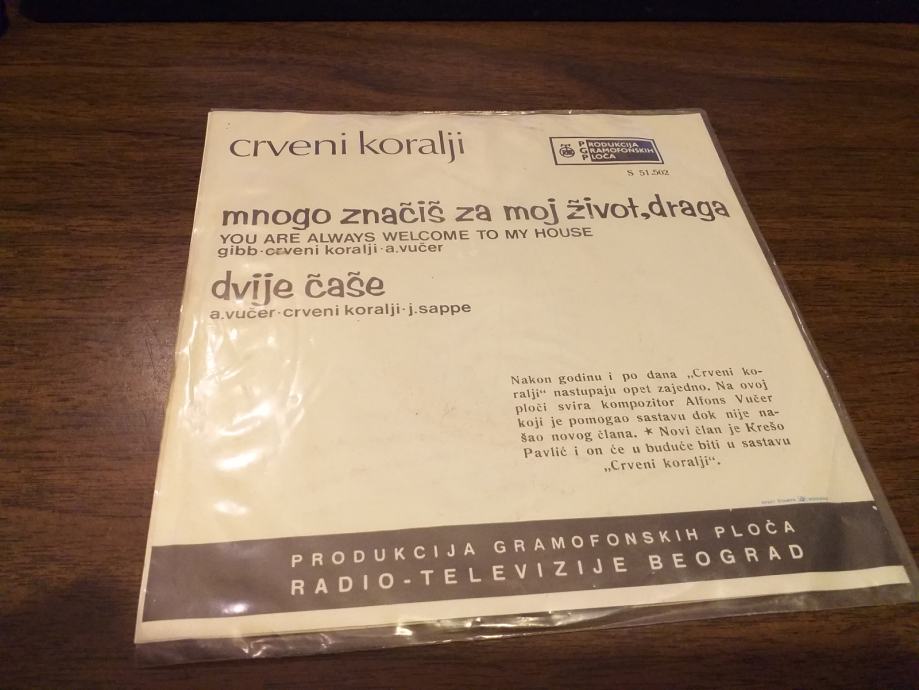 crveni koralji
PRODUKCIJA
GRAMOFONSKIH
PLOČA
S 51.502
mnogo značiš za moj život,draga
YOU ARE ALWAYS WELCOME TO MY HOUSE
gibb·crveni koralji·a.vučer
dvije čaše
a.vučer·crveni koralji·j.sappe
Nakon godinu i po dana „Crveni ko-
ralji“ nastupaju opet zajedno. Na ovoj
ploči svira kompozitor Alfons Vučer
koji je pomogao sastavu dok nije na-
šao novog člana. * Novi član je Krešo
Pavlić i on će u buduće biti u sastavu
„Crveni koralji“.
PRODUKCIJA GRAMOFONSKIH PLOČA
RADIO-TELEVIZIJE BEOGRAD